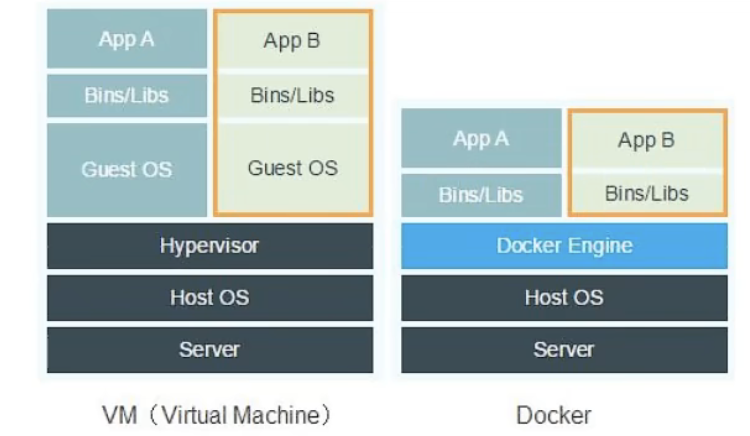 App A
App B
Bins/Libs
Bins/Libs
Guest OS
Guest OS
Hypervisor
Host OS
Server
VM（Virtual Machine）
App A
App B
Bins/Libs
Bins/Libs
Docker Engine
Host OS
Server
Docker